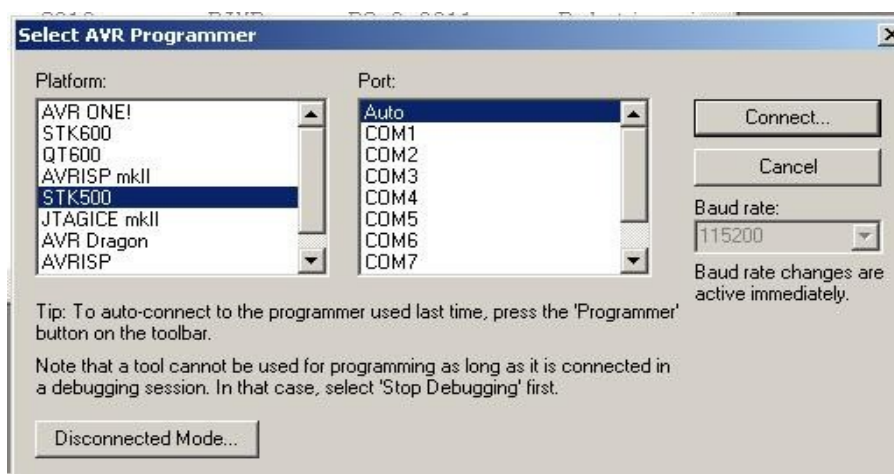 Select AVR Programmer
Platform:
AVR ONE!
STK600
QT600
AVRISP mkII
STK500
JTAGICE mkII
AVR Dragon
AVRISP
Port:
Auto
COM1
COM2
COM3
COM4
COM5
COM6
COM7
Connect...
Cancel
Baud rate:
115200
Baud rate changes are
active immediately.
Tip: To auto-connect to the programmer used last time, press the 'Programmer'
button on the toolbar.
Note that a tool cannot be used for programming as long as it is connected in
a debugging session. In that case, select 'Stop Debugging' first.
Disconnected Mode...